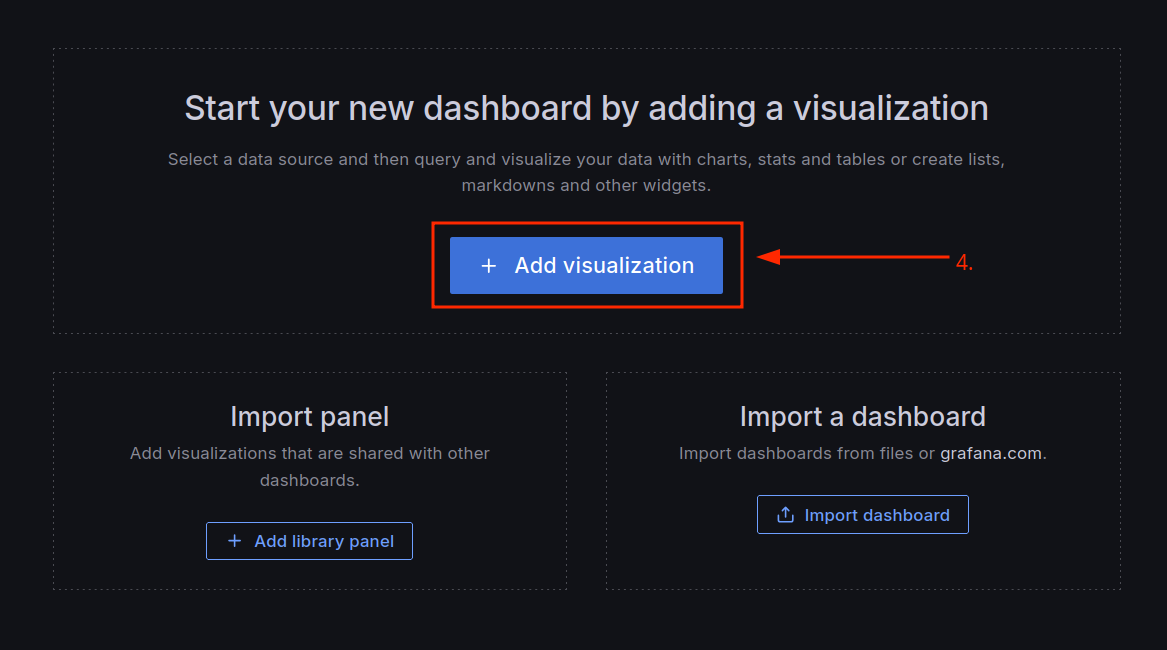 Start your new dashboard by adding a visualization
Select a data source and then query and visualize your data with charts, stats and tables or create lists,
markdowns and other widgets.
+ Add visualization
4.
Import panel
Add visualizations that are shared with other
dashboards.
+ Add library panel
Import a dashboard
Import dashboards from files or grafana.com.
Import dashboard